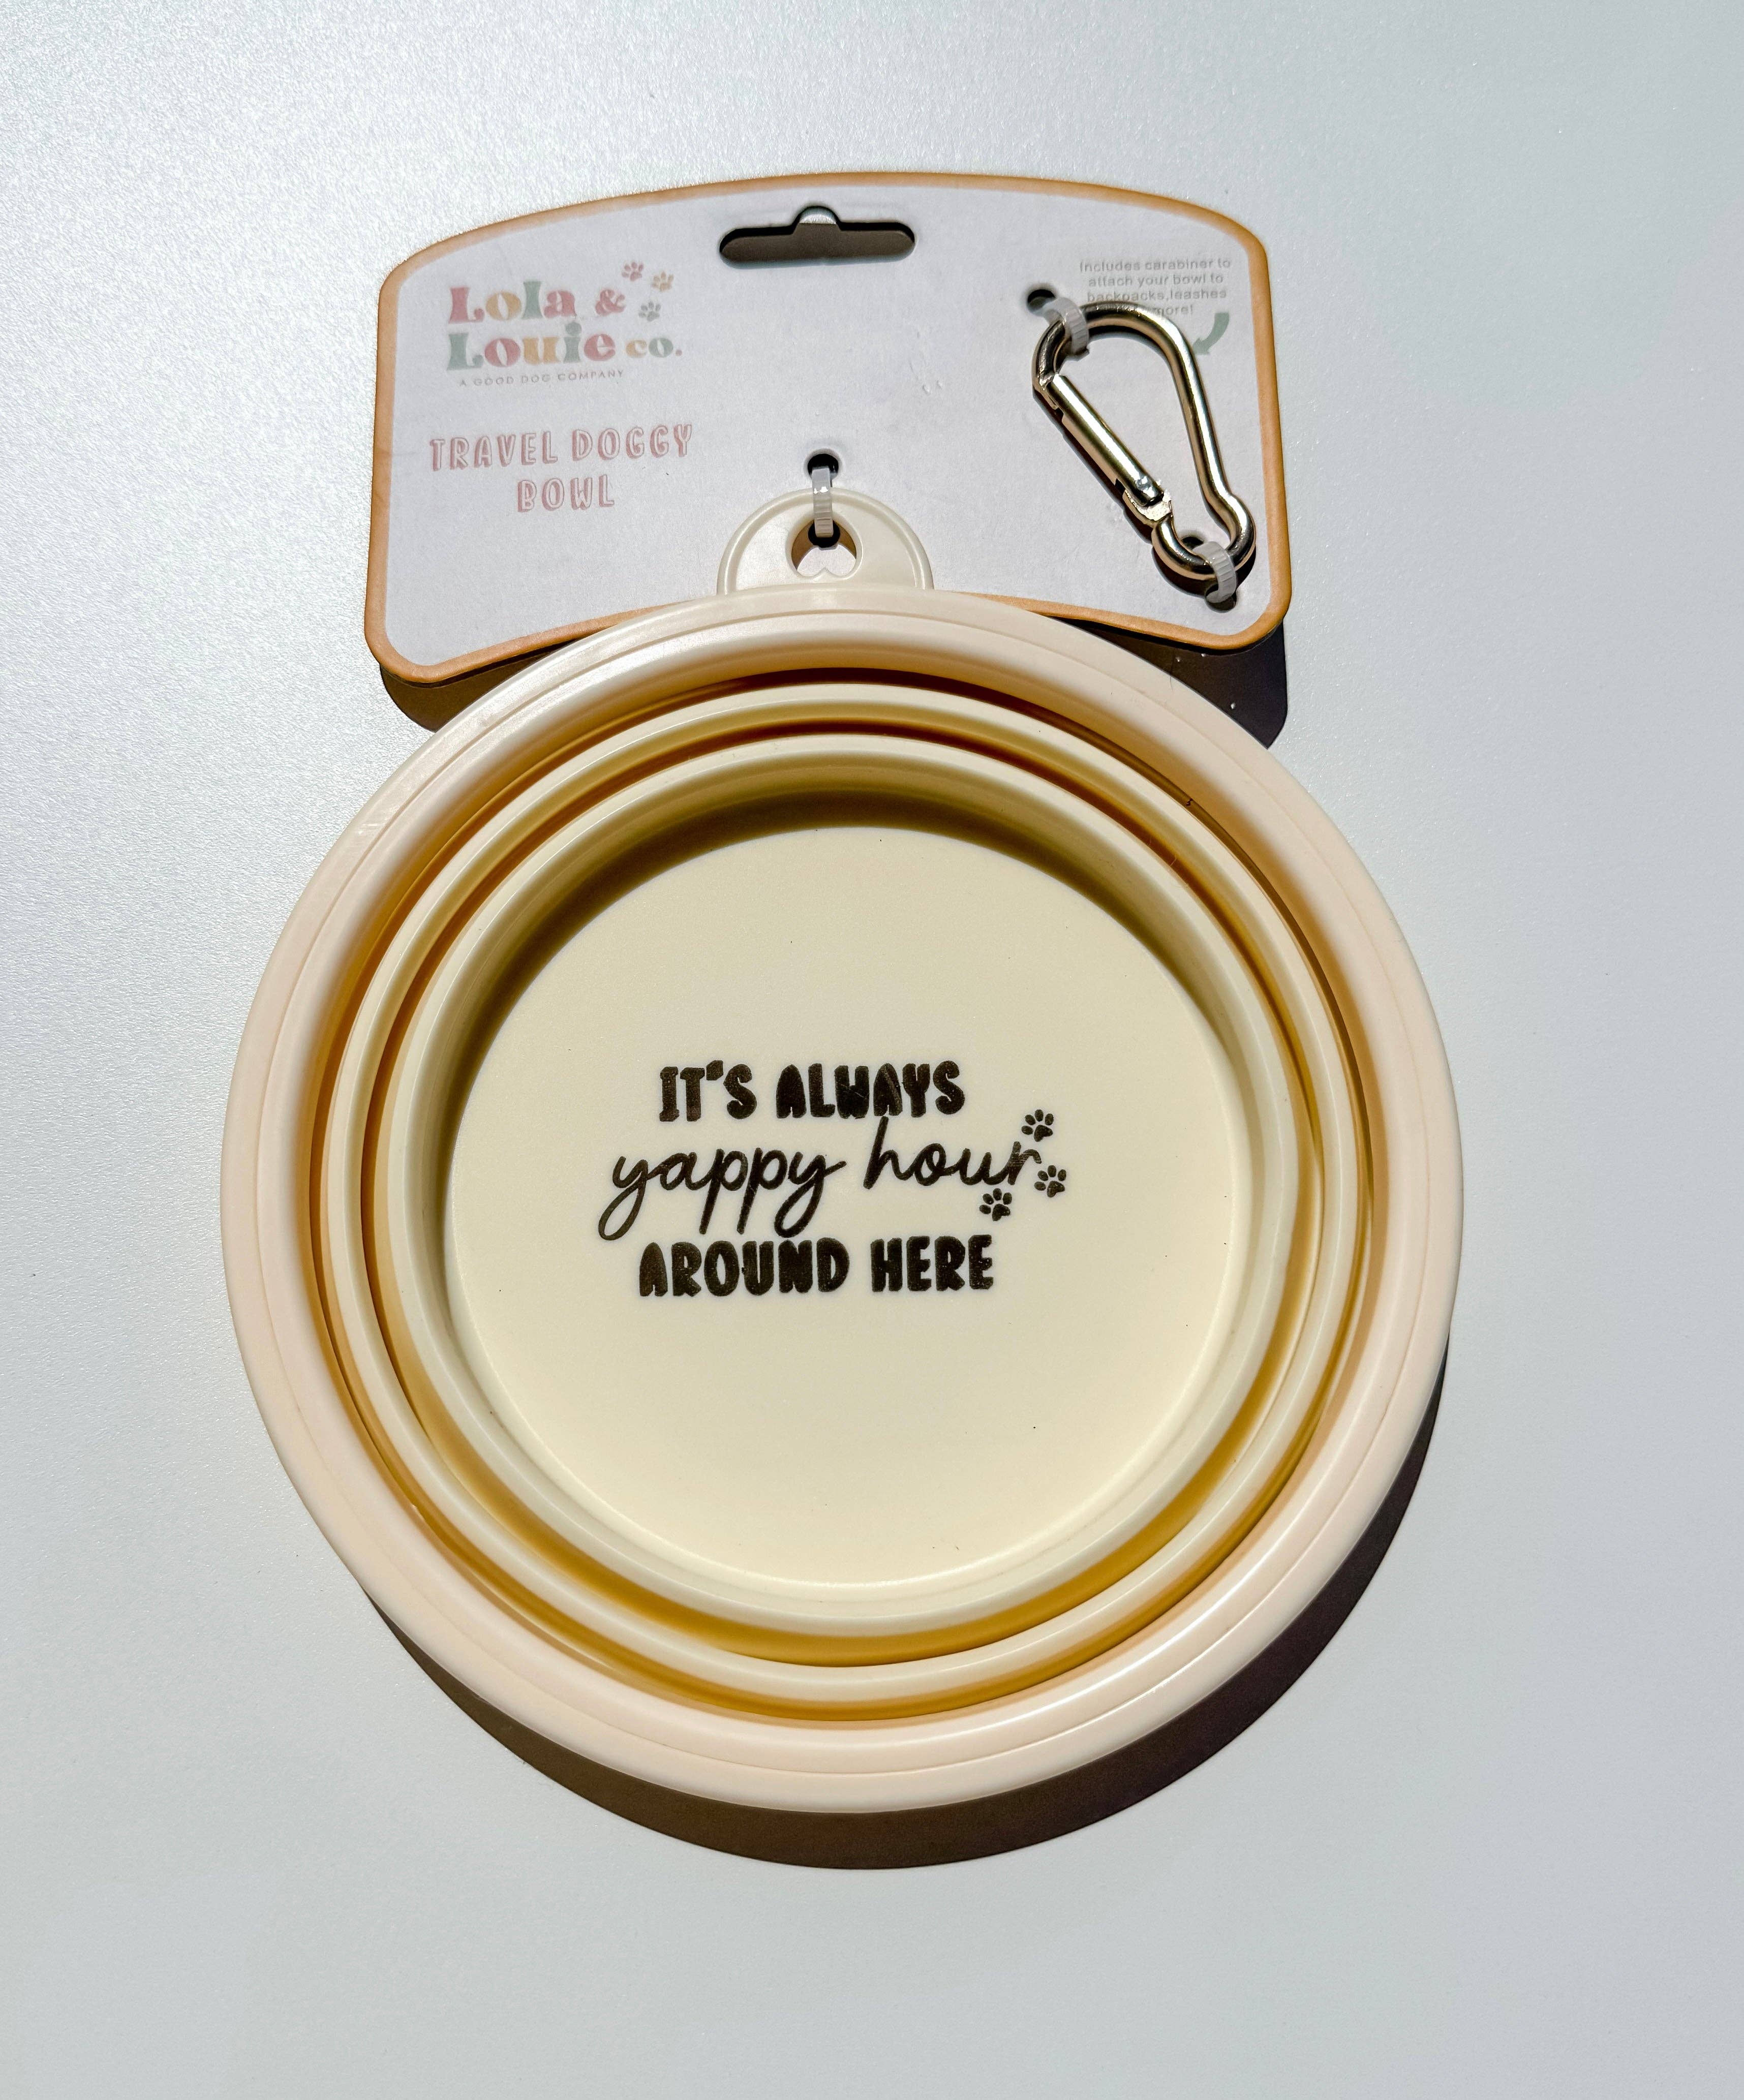 Lola &
Louie co.
A GOOD DOG COMPANY
TRAVEL DOGGY
BOWL
Includes carabiner to
attach your bowl to
backpacks,leashes
more!
IT'S ALWAYS
yappy hour
AROUND HERE